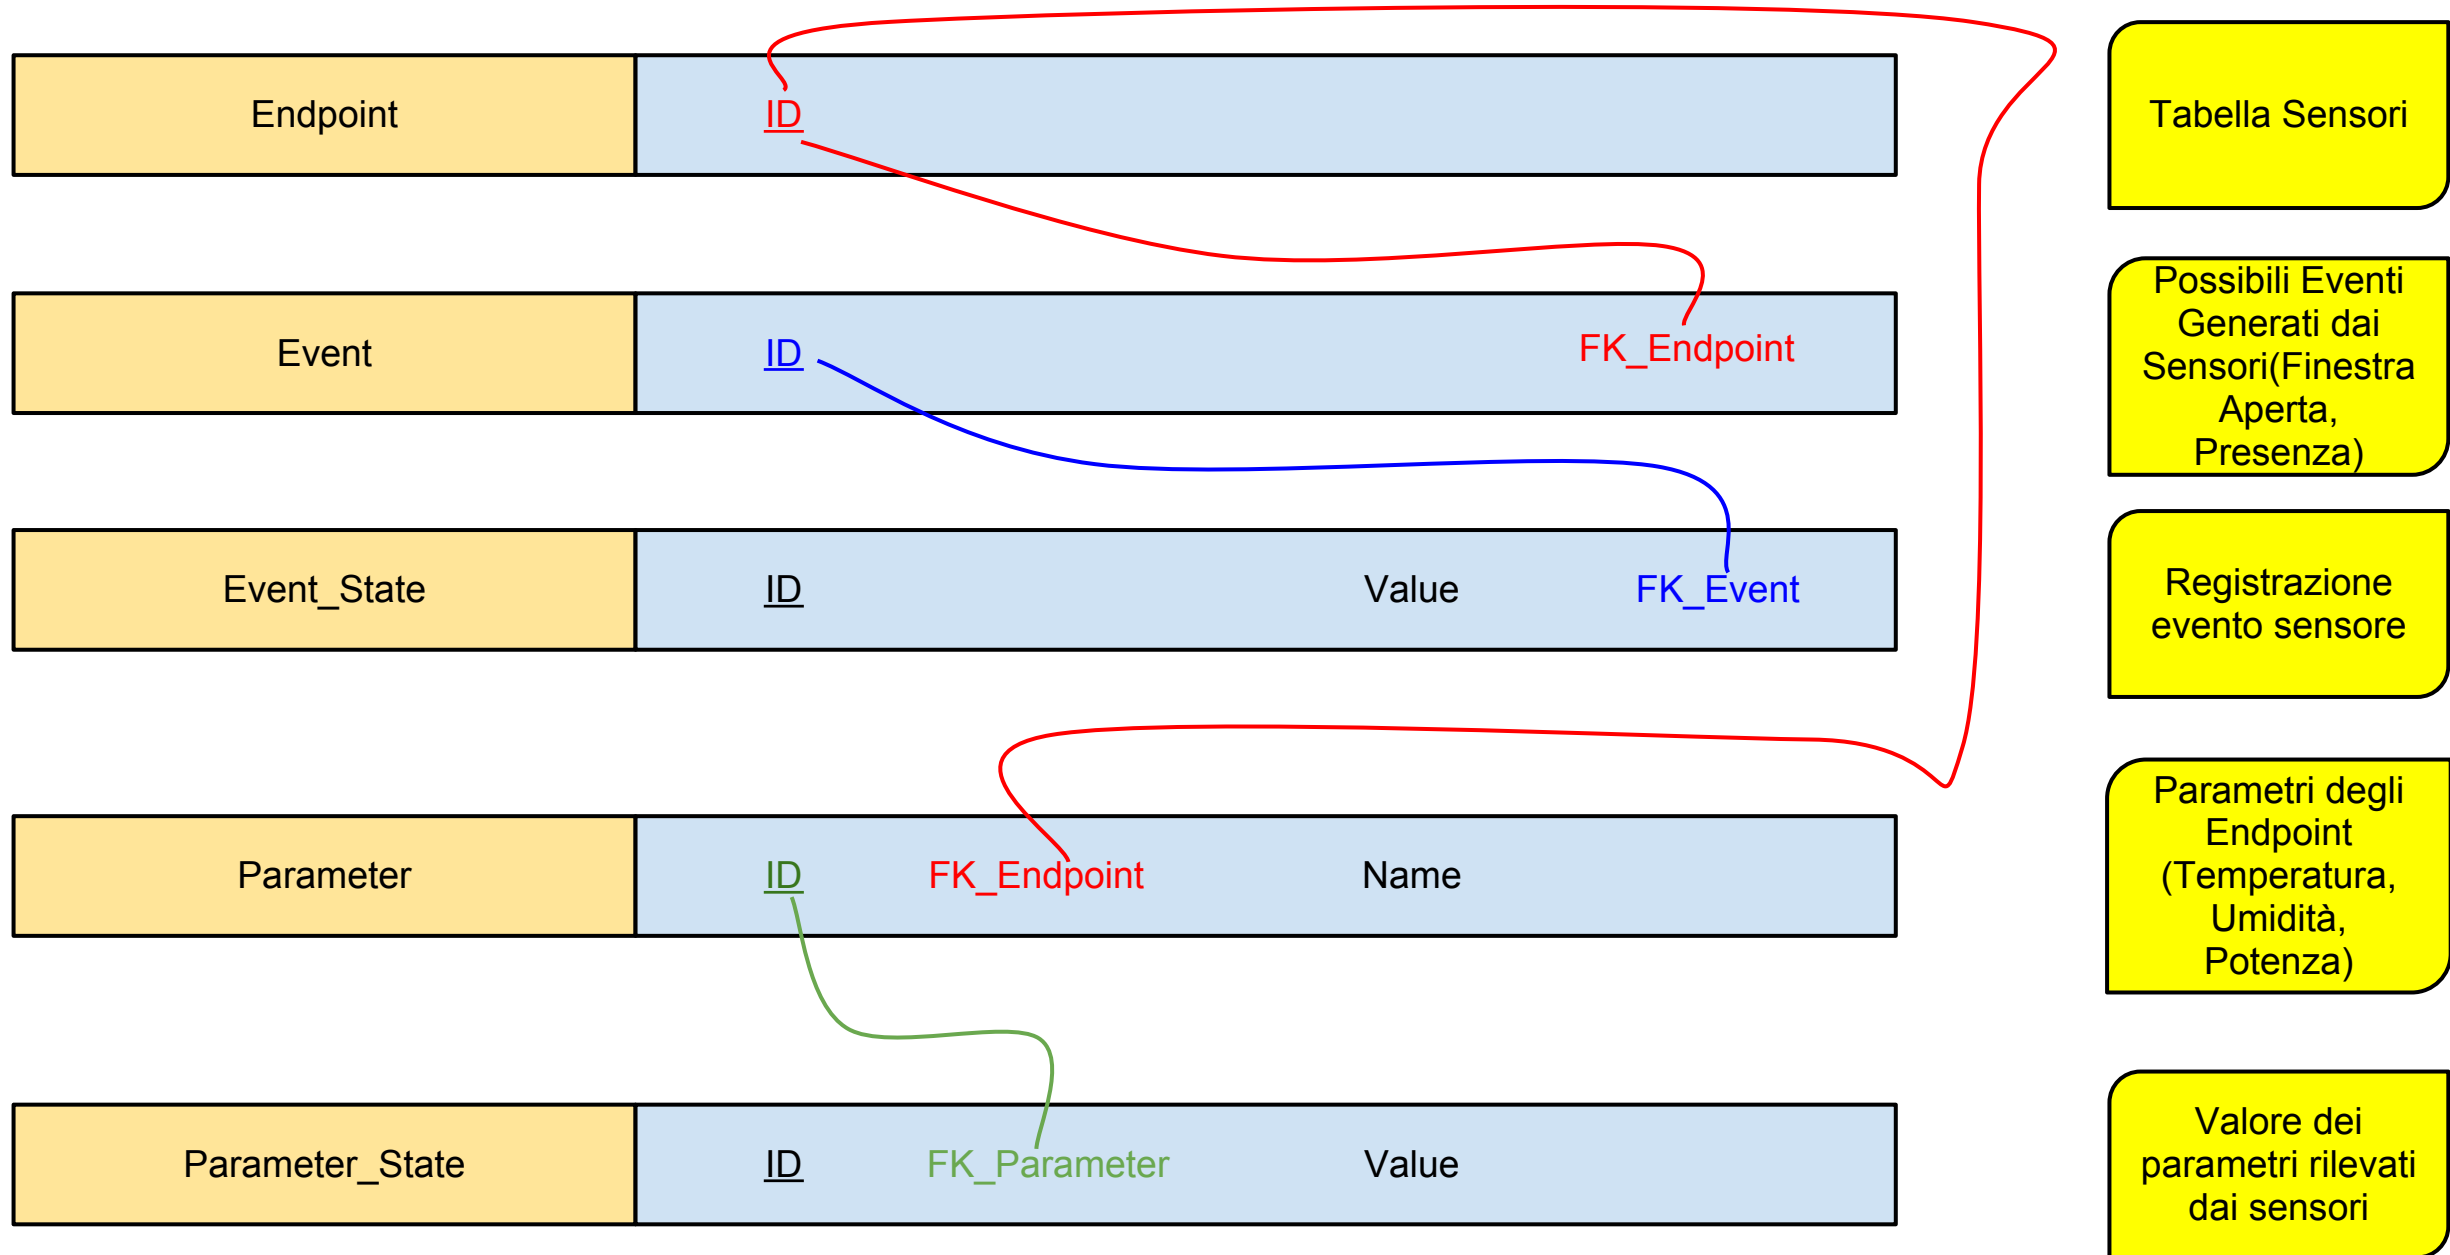 Endpoint ID Tabella Sensori
Event ID FK_Endpoint
Possibili Eventi
Generati dai
Sensori(Finestra
Aperta,
Presenza)
Event_State ID Value FK_Event
Registrazione
evento sensore
Parameter ID FK_Endpoint Name
Parametri degli
Endpoint
(Temperatura,
Umidità,
Potenza)
Parameter_State ID FK_Parameter Value
Valore dei
parametri rilevati
dai sensori